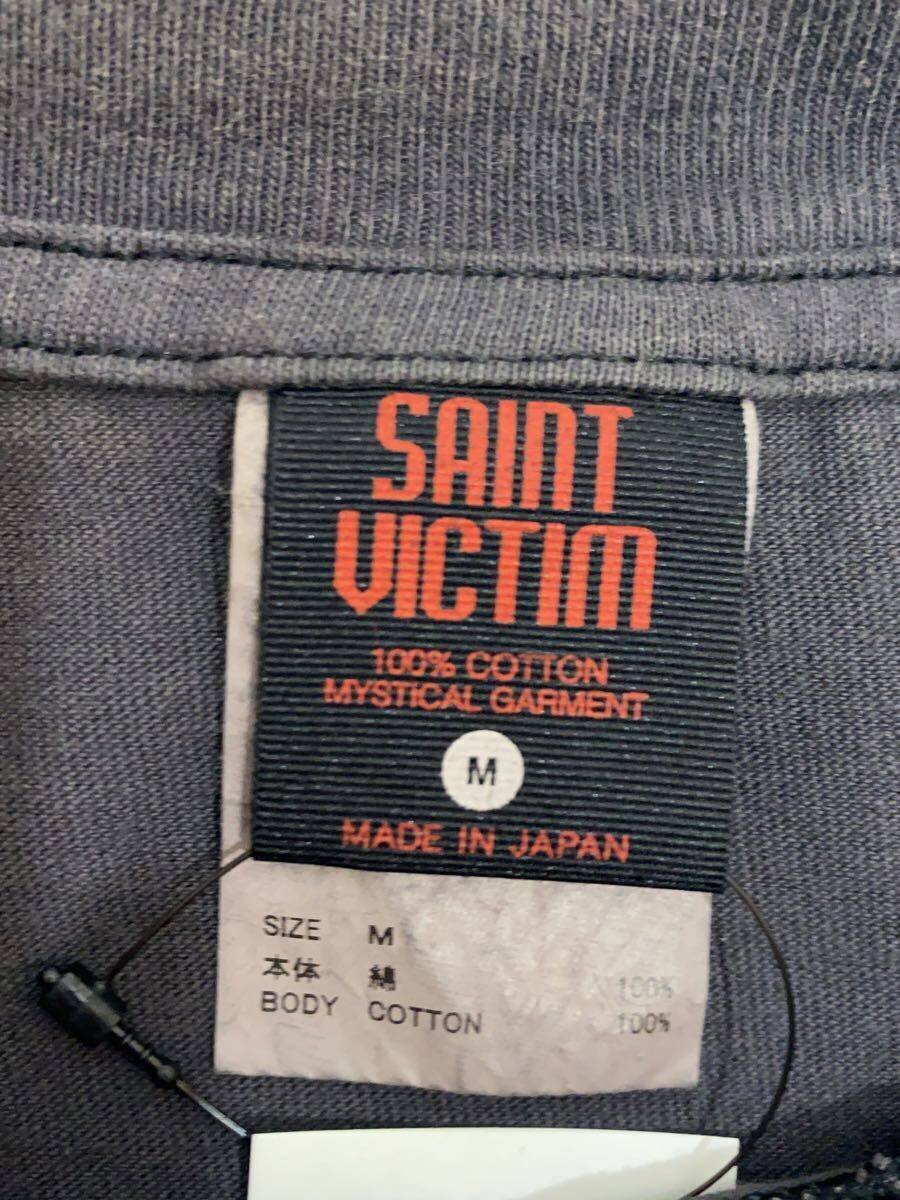 SAINT
VICTIM
100% COTTON
MYSTICAL GARMENT
M
MADE IN JAPAN
SIZE M
本体 綿 100%
BODY COTTON 100%